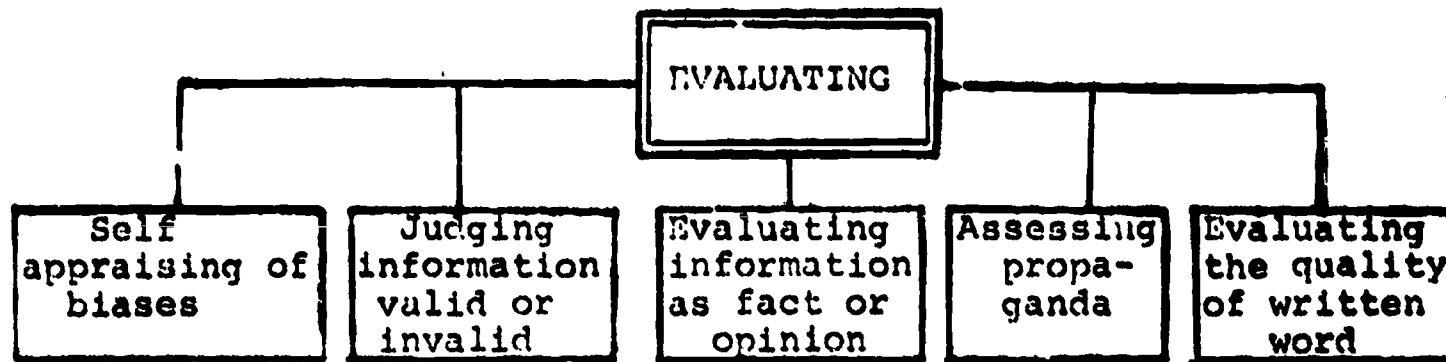 EVALUATING
Self
appraising of
biases
Judging
information
valid or
invalid
Evaluating
information
as fact or
opinion
Assessing
propa-
ganda
Evaluating
the quality
of written
word